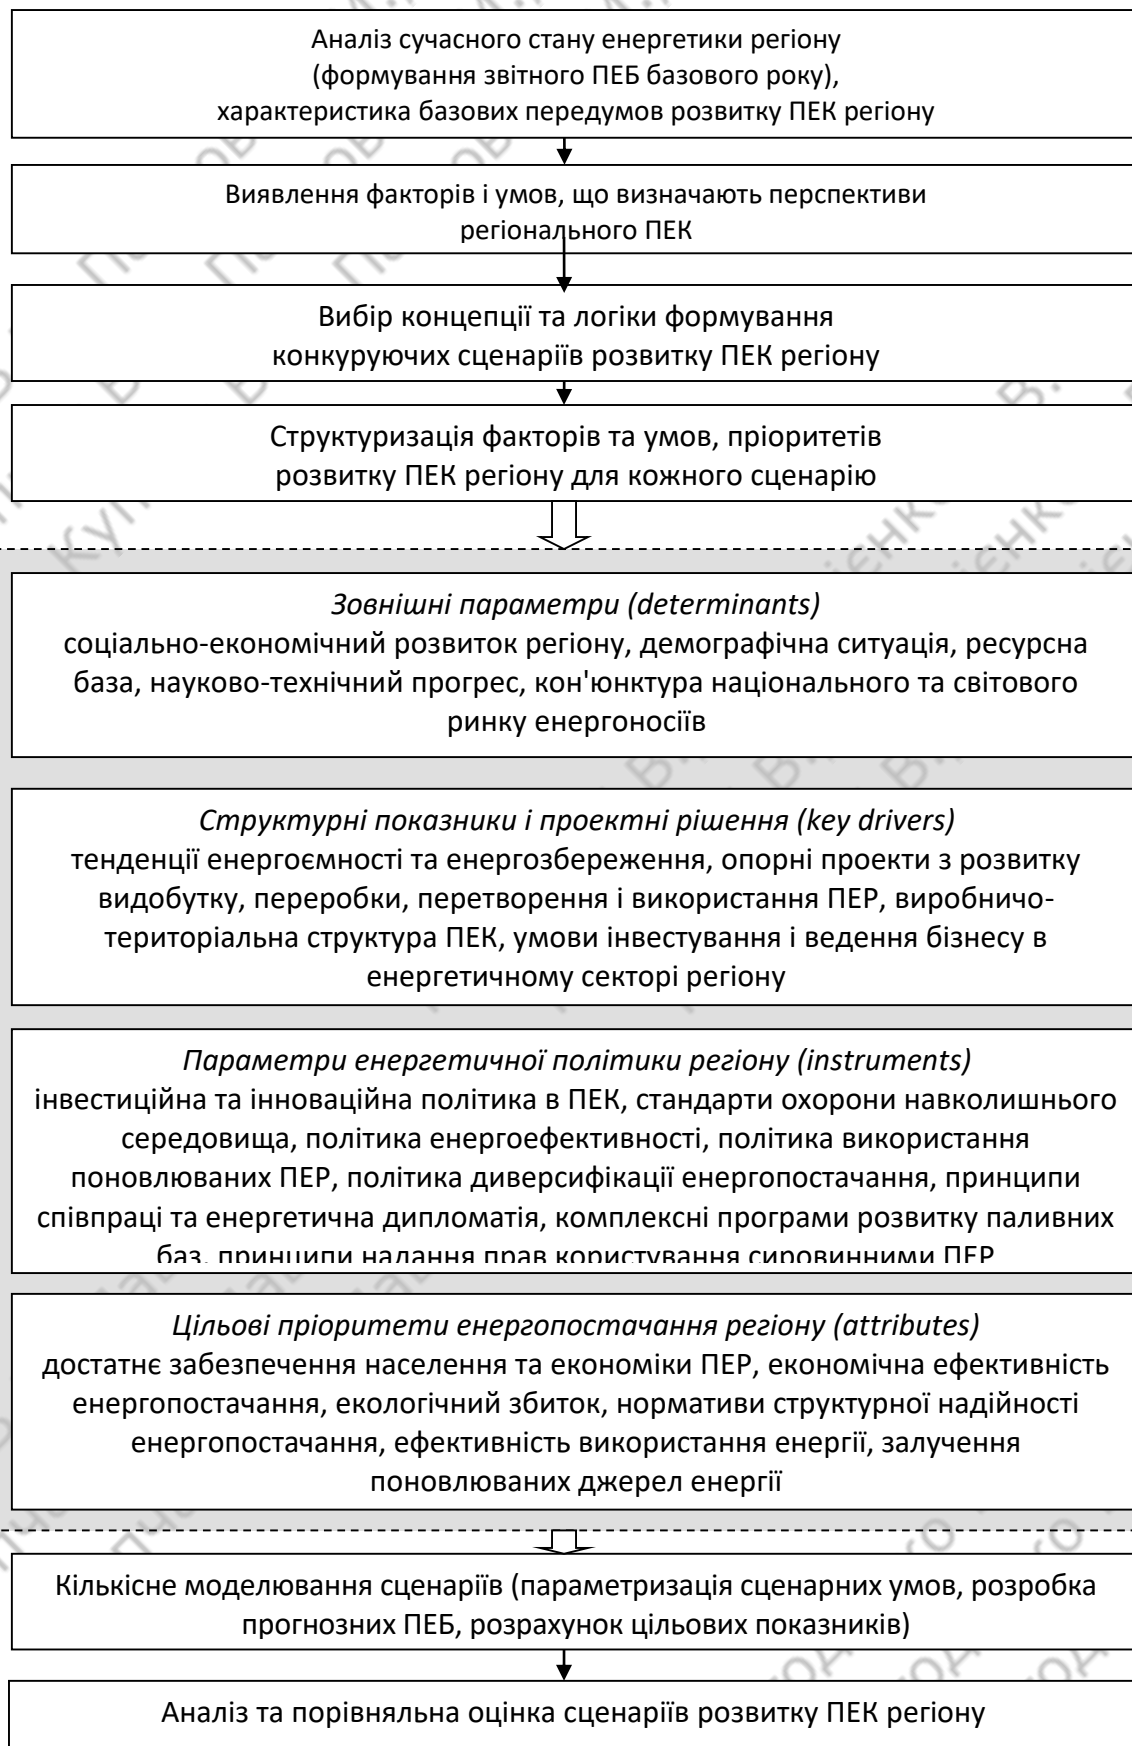 Аналіз сучасного стану енергетики регіону
(формування звітного ПЕБ базового року),
характеристика базових передумов розвитку ПЕК регіону
Виявлення факторів і умов, що визначають перспективи
регіонального ПЕК
Вибір концепції та логіки формування
конкуруючих сценаріїв розвитку ПЕК регіону
Структуризація факторів та умов, пріоритетів
розвитку ПЕК регіону для кожного сценарію
Зовнішні параметри (determinants)
соціально-економічний розвиток регіону, демографічна ситуація, ресурсна
база, науково-технічний прогрес, кон'юнктура національного та світового
ринку енергоносіїв
Структурні показники і проектні рішення (key drivers)
тенденції енергоємності та енергозбереження, опорні проекти з розвитку
видобутку, переробки, перетворення і використання ПЕР, виробничо-
територіальна структура ПЕК, умови інвестування і ведення бізнесу в
енергетичному секторі регіону
Параметри енергетичної політики регіону (instruments)
інвестиційна та інноваційна політика в ПЕК, стандарти охорони навколишнього
середовища, політика енергоефективності, політика використання
поновлюваних ПЕР, політика диверсифікації енергопостачання, принципи
співпраці та енергетична дипломатія, комплексні програми розвитку паливних
баз, принципи надання прав користування сировинними ПЕР
Цільові пріоритети енергопостачання регіону (attributes)
достатнє забезпечення населення та економіки ПЕР, економічна ефективність
енергопостачання, екологічний збиток, нормативи структурної надійності
енергопостачання, ефективність використання енергії, залучення
поновлюваних джерел енергії
Кількісне моделювання сценаріїв (параметризація сценарних умов, розробка
прогнозних ПЕБ, розрахунок цільових показників)
Аналіз та порівняльна оцінка сценаріїв розвитку ПЕК регіону